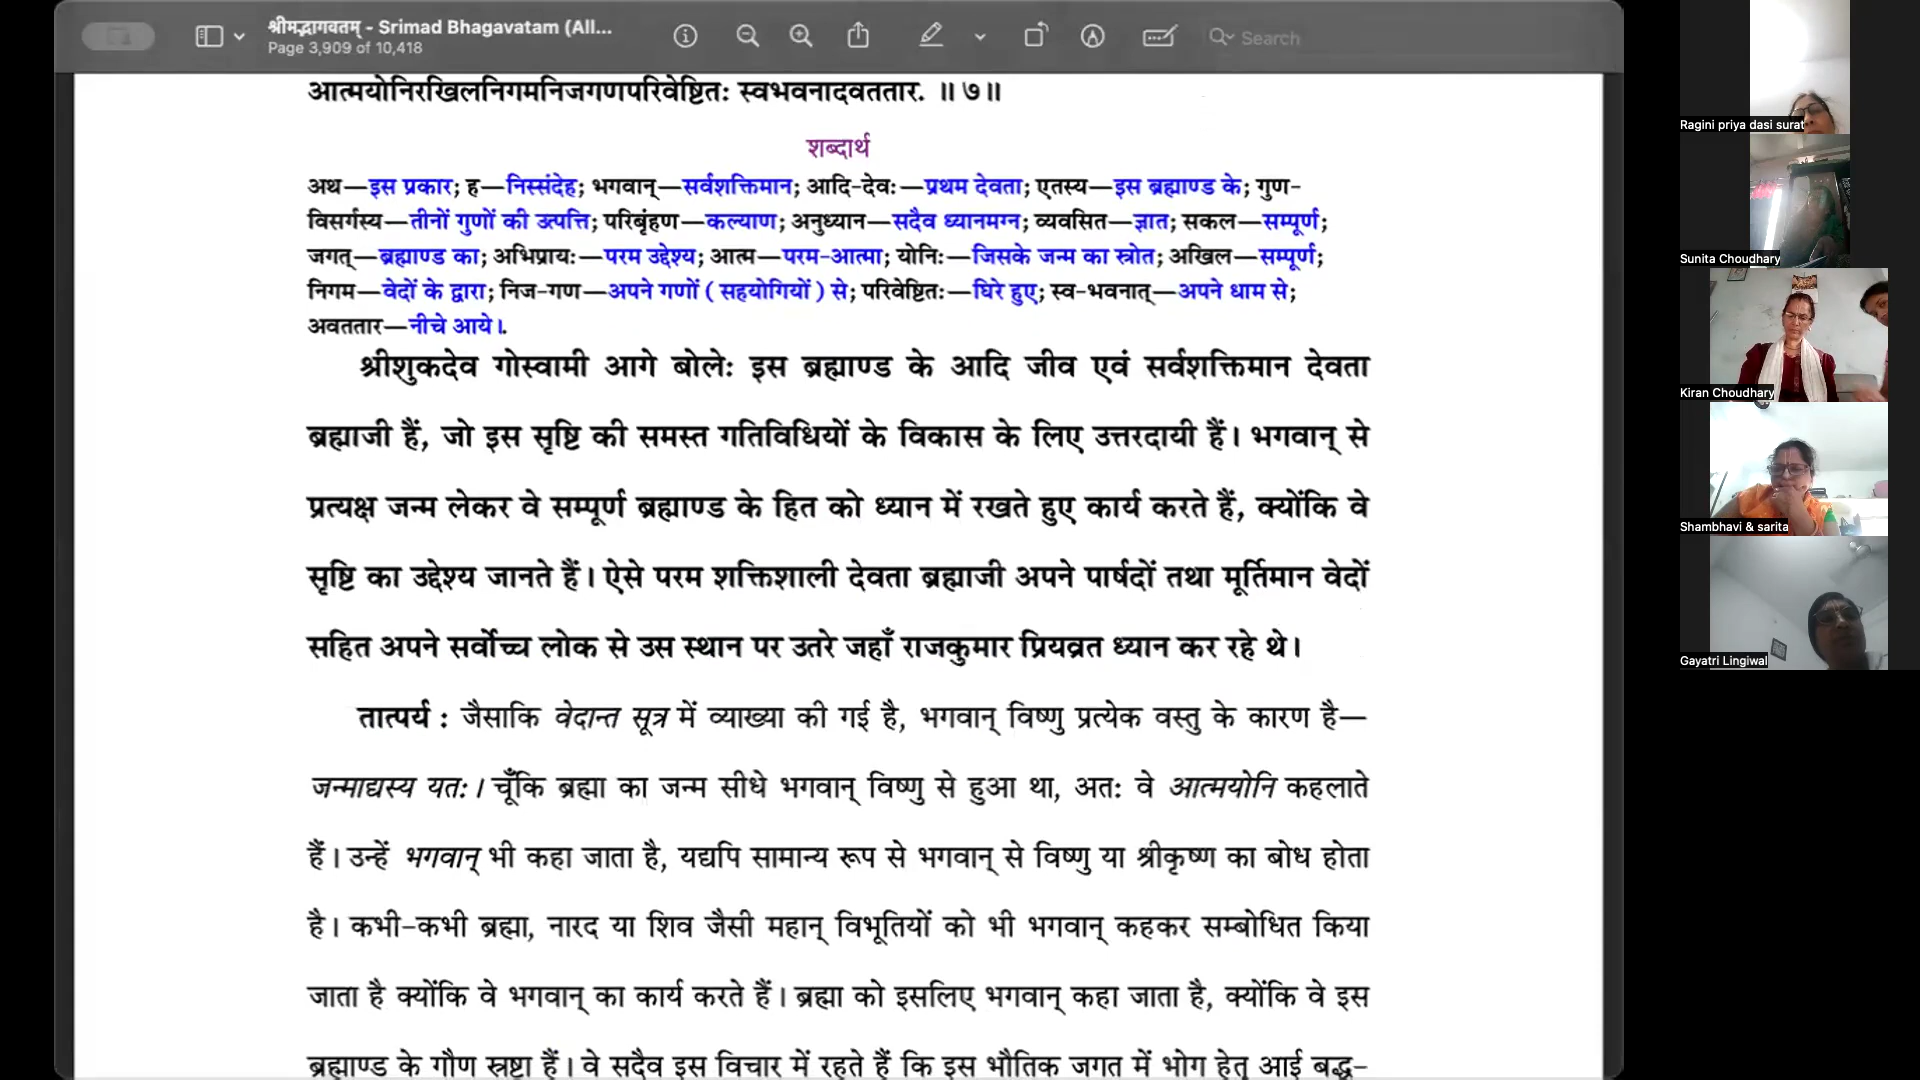 श्रीमद्भागवतम् - Srimad Bhagavatam (All...
Page 3,909 of 10,418
Search
आत्मयोनिरखिलनिगमनिजगणपरिवेष्टितः स्वभवनादवततार. ॥ ७॥
शब्दार्थ
अथ—इस प्रकार; ह—निस्संदेह; भगवान्—सर्वशक्तिमान; आदि-देवः—प्रथम देवता; एतस्य—इस ब्रह्माण्ड के; गुण-
विसर्गस्य—तीनों गुणों की उत्पत्ति; परिबृंहण—कल्याण; अनुध्यान—सदैव ध्यानमग्न; व्यवसित—ज्ञात; सकल—सम्पूर्ण;
जगत्—ब्रह्माण्ड का; अभिप्रायः—परम उद्देश्य; आत्म—परम-आत्मा; योनिः—जिसके जन्म का स्रोत; अखिल—सम्पूर्ण;
निगम—वेदों के द्वारा; निज-गण—अपने गणों ( सहयोगियों ) से; परिवेष्टितः—घिरे हुए; स्व-भवनात्—अपने धाम से;
अवततार—नीचे आये।.
श्रीशुकदेव गोस्वामी आगे बोले: इस ब्रह्माण्ड के आदि जीव एवं सर्वशक्तिमान देवता
ब्रह्माजी हैं, जो इस सृष्टि की समस्त गतिविधियों के विकास के लिए उत्तरदायी हैं। भगवान् से
प्रत्यक्ष जन्म लेकर वे सम्पूर्ण ब्रह्माण्ड के हित को ध्यान में रखते हुए कार्य करते हैं, क्योंकि वे
सृष्टि का उद्देश्य जानते हैं। ऐसे परम शक्तिशाली देवता ब्रह्माजी अपने पार्षदों तथा मूर्तिमान वेदों
सहित अपने सर्वोच्च लोक से उस स्थान पर उतरे जहाँ राजकुमार प्रियव्रत ध्यान कर रहे थे।
तात्पर्य : जैसाकि वेदान्त सूत्र में व्याख्या की गई है, भगवान् विष्णु प्रत्येक वस्तु के कारण है—
जन्माद्यस्य यतः। चूँकि ब्रह्मा का जन्म सीधे भगवान् विष्णु से हुआ था, अतः वे आत्मयोनि कहलाते
हैं। उन्हें भगवान् भी कहा जाता है, यद्यपि सामान्य रूप से भगवान् से विष्णु या श्रीकृष्ण का बोध होता
है। कभी-कभी ब्रह्मा, नारद या शिव जैसी महान् विभूतियों को भी भगवान् कहकर सम्बोधित किया
जाता है क्योंकि वे भगवान् का कार्य करते हैं। ब्रह्मा को इसलिए भगवान् कहा जाता है, क्योंकि वे इस
ब्रह्माण्ड के गौण स्रष्टा हैं। वे सदैव इस विचार में रहते हैं कि इस भौतिक जगत में भोग हेतु आई बद्ध-
Ragini priya dasi surat
Sunita Choudhary
Kiran Choudhary
Shambhavi & sarita
Gayatri Lingiwal